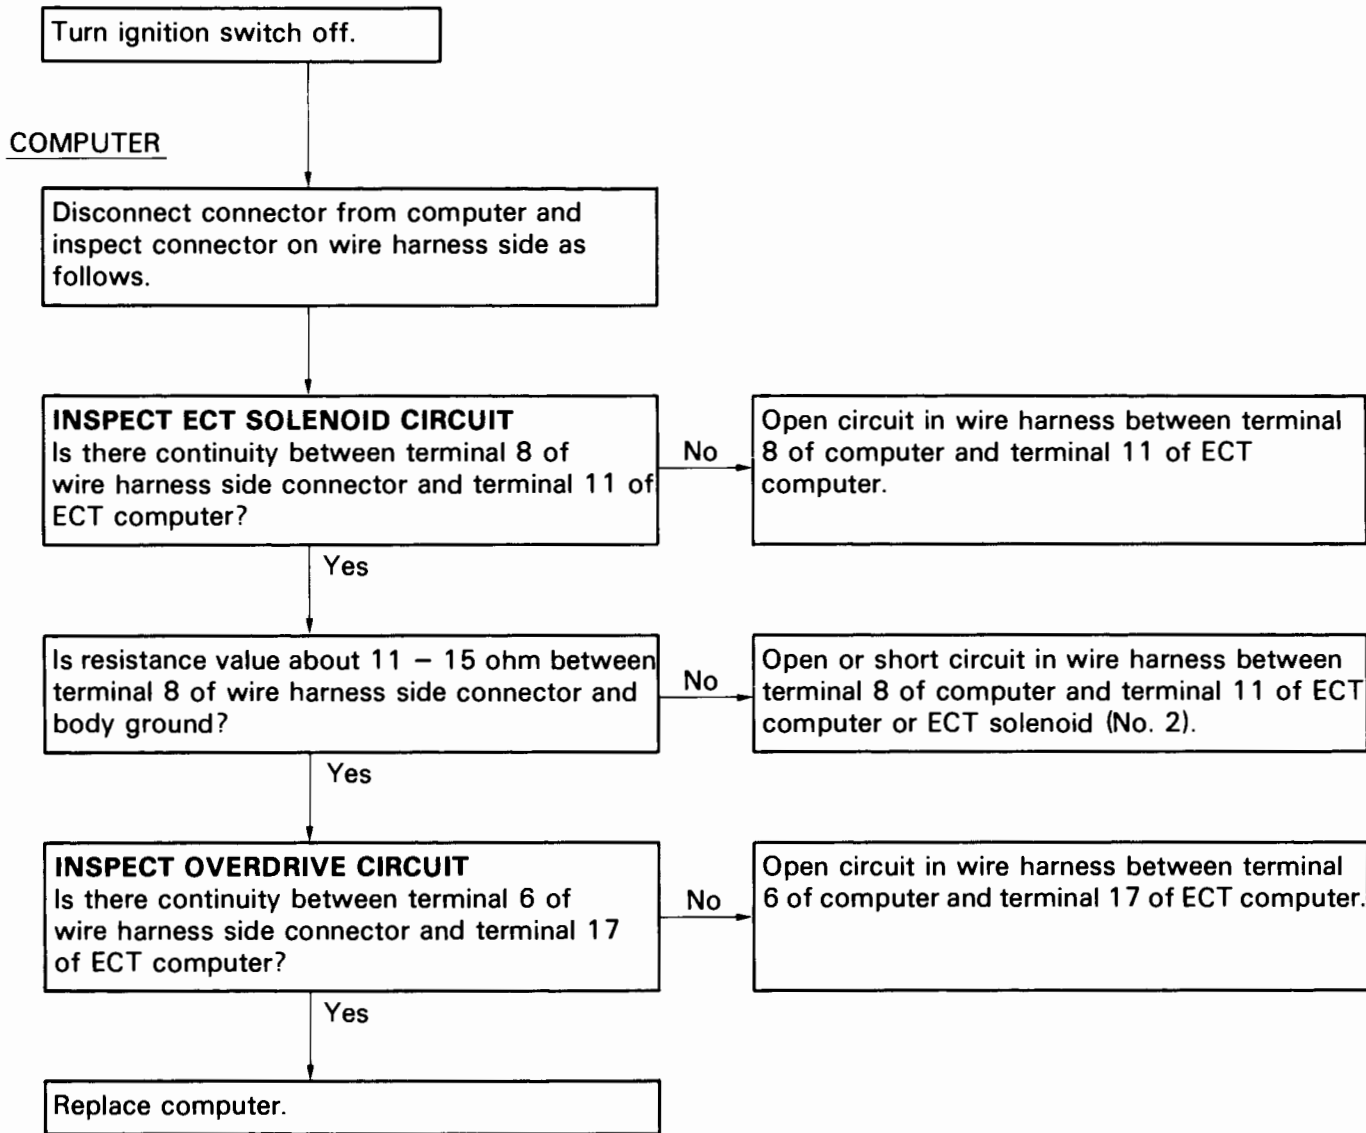 Turn ignition switch off.
COMPUTER
Disconnect connector from computer and
inspect connector on wire harness side as
follows.
INSPECT ECT SOLENOID CIRCUIT
Is there continuity between terminal 8 of
wire harness side connector and terminal 11 of
ECT computer?
No
Open circuit in wire harness between terminal
8 of computer and terminal 11 of ECT
computer.
Yes
Is resistance value about 11 – 15 ohm between
terminal 8 of wire harness side connector and
body ground?
No
Open or short circuit in wire harness between
terminal 8 of computer and terminal 11 of ECT
computer or ECT solenoid (No. 2).
Yes
INSPECT OVERDRIVE CIRCUIT
Is there continuity between terminal 6 of
wire harness side connector and terminal 17
of ECT computer?
No
Open circuit in wire harness between terminal
6 of computer and terminal 17 of ECT computer.
Yes
Replace computer.